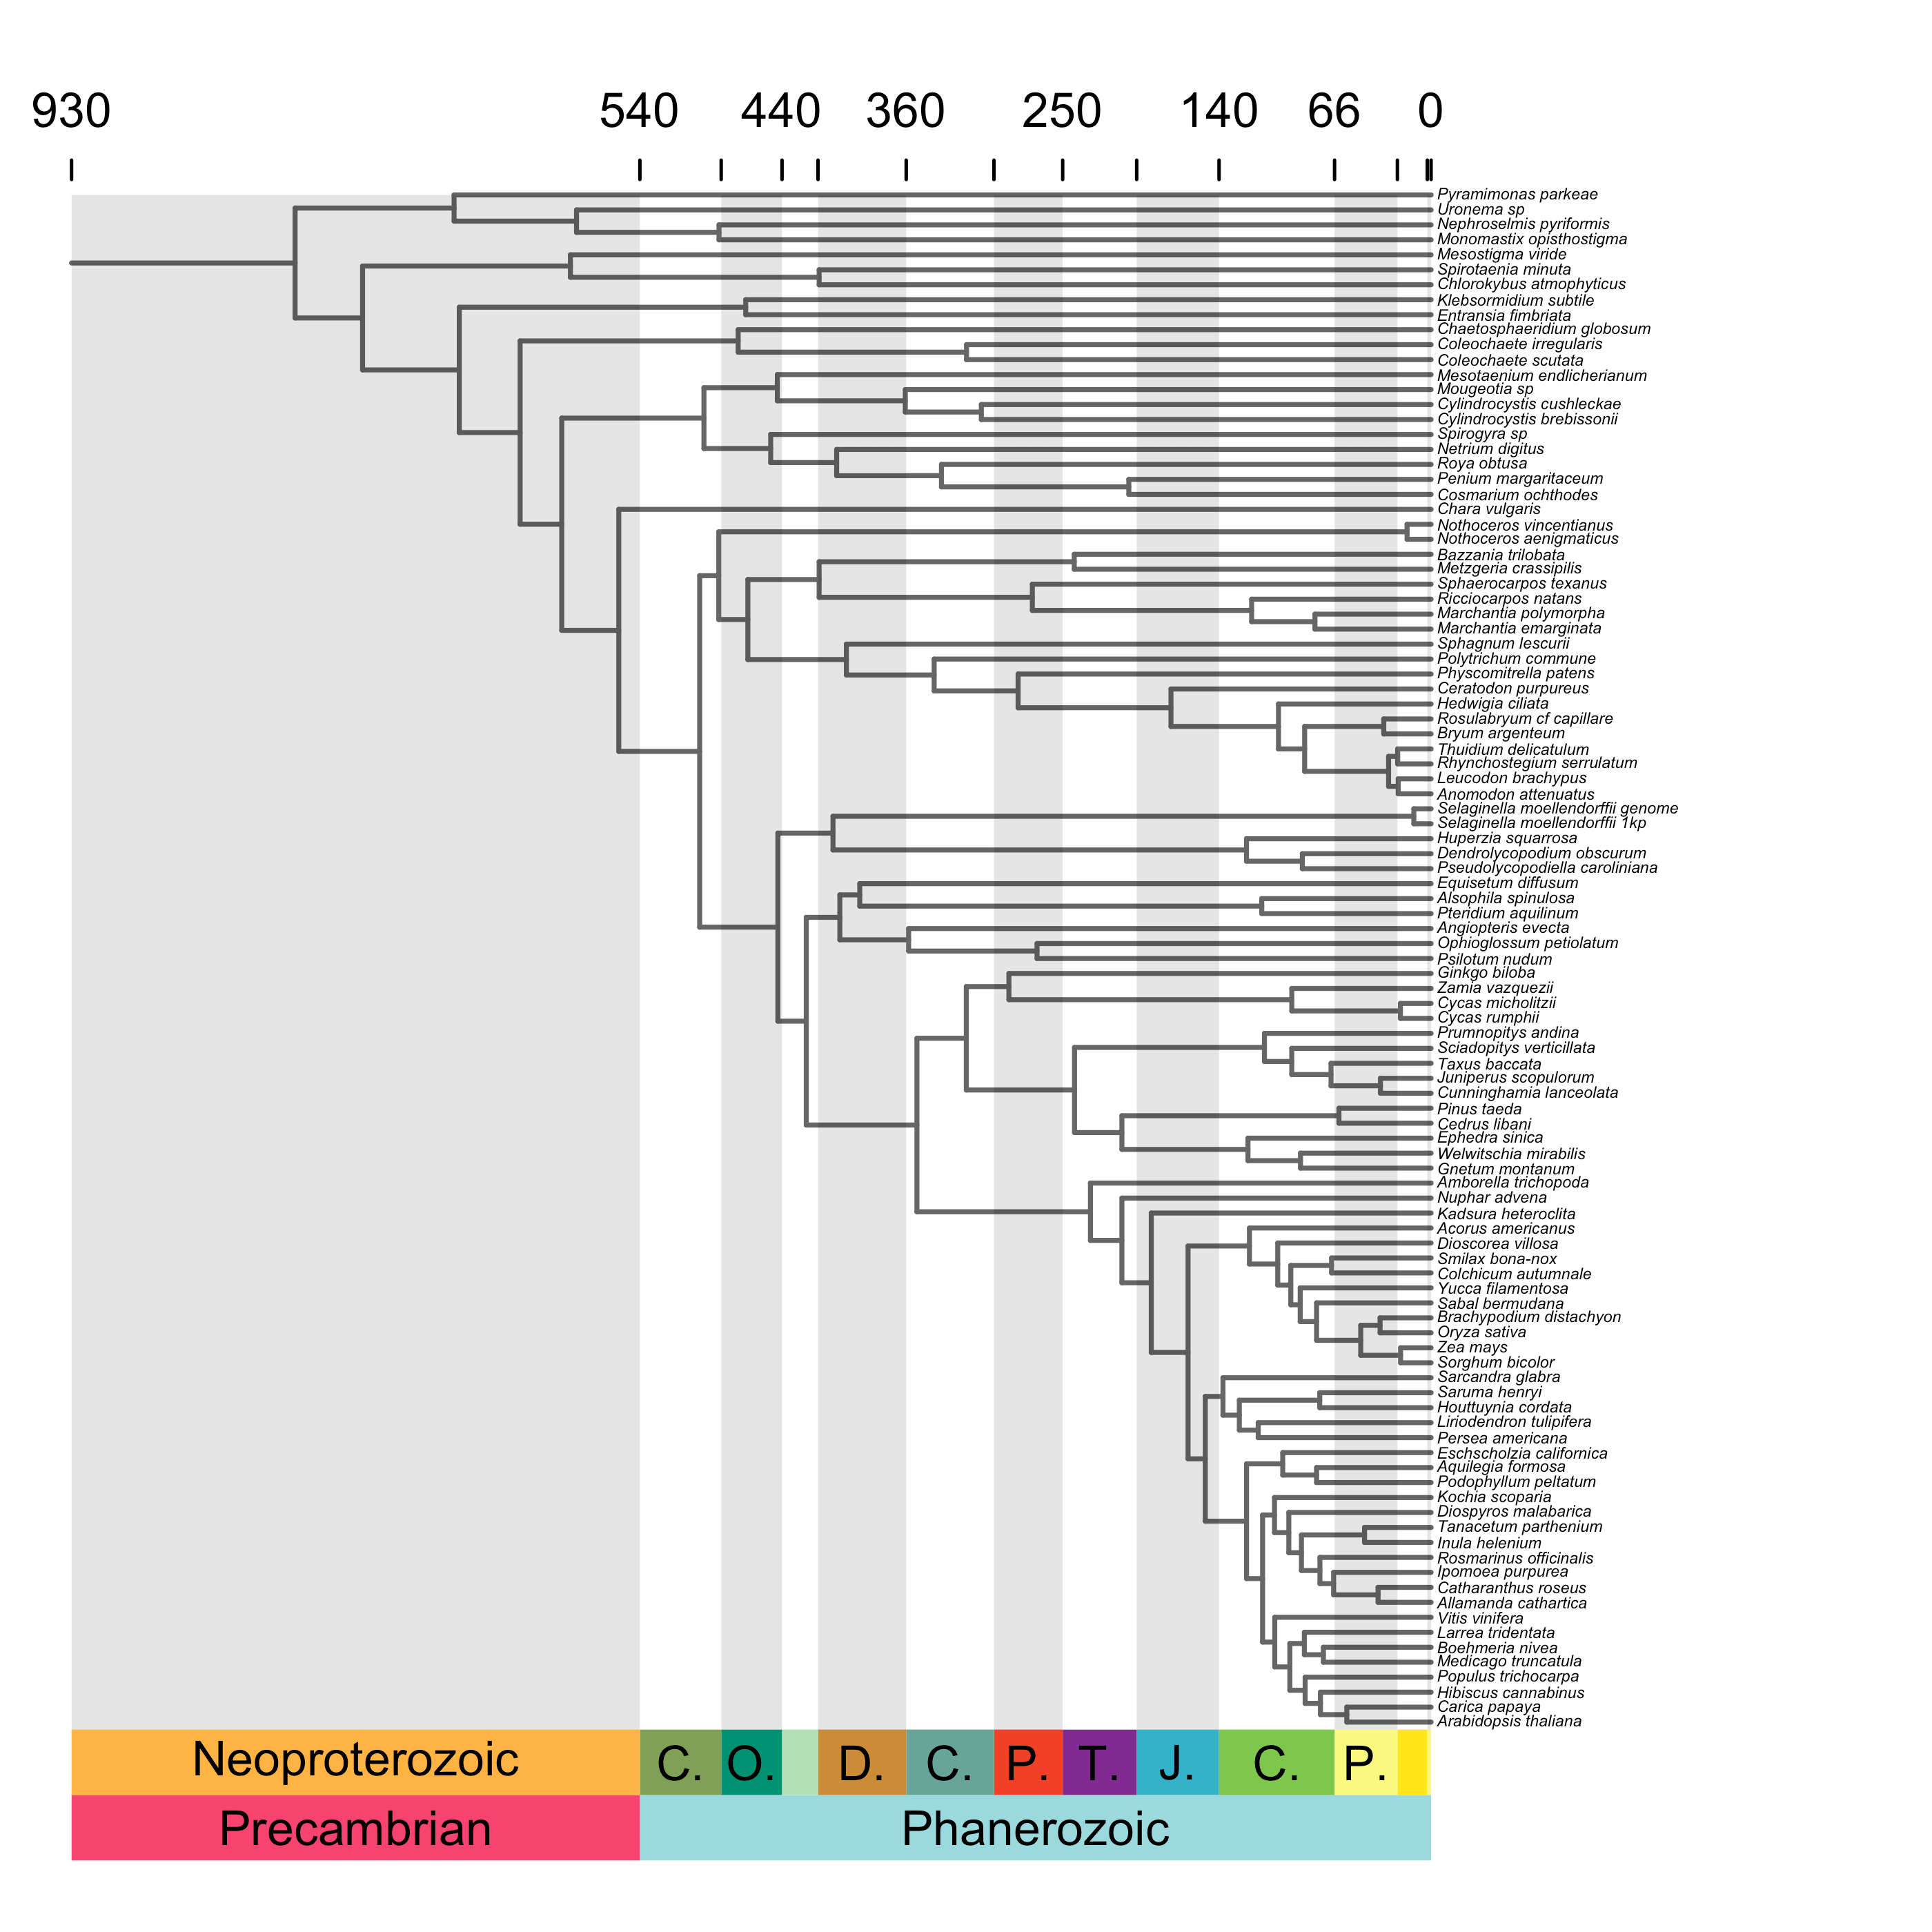 930 540 440 360 250 140 66 0
Pyramimonas parkeae
Uronema sp
Nephroselmis pyriformis
Monomastix opisthostigma
Mesostigma viride
Spirotaenia minuta
Chlorokybus atmophyticus
Klebsormidium subtile
Entransia fimbriata
Chaetosphaeridium globosum
Coleochaete irregularis
Coleochaete scutata
Mesotaenium endlicherianum
Mougeotia sp
Cylindrocystis cushleckae
Cylindrocystis brebissonii
Spirogyra sp
Netrium digitus
Roya obtusa
Penium margaritaceum
Cosmarium ochthodes
Chara vulgaris
Nothoceros vincentianus
Nothoceros aenigmaticus
Bazzania trilobata
Metzgeria crassipilis
Sphaerocarpos texanus
Ricciocarpos natans
Marchantia polymorpha
Marchantia emarginata
Sphagnum lescurii
Polytrichum commune
Physcomitrella patens
Ceratodon purpureus
Hedwigia ciliata
Rosulabryum cf capillare
Bryum argenteum
Thuidium delicatulum
Rhynchostegium serrulatum
Leucodon brachypus
Anomodon attenuatus
Selaginella moellendorffii genome
Selaginella moellendorffii 1kp
Huperzia squarrosa
Dendrolycopodium obscurum
Pseudolycopodiella caroliniana
Equisetum diffusum
Alsophila spinulosa
Pteridium aquilinum
Angiopteris evecta
Ophioglossum petiolatum
Psilotum nudum
Ginkgo biloba
Zamia vazquezii
Cycas micholitzii
Cycas rumphii
Prumnopitys andina
Sciadopitys verticillata
Taxus baccata
Juniperus scopulorum
Cunninghamia lanceolata
Pinus taeda
Cedrus libani
Ephedra sinica
Welwitschia mirabilis
Gnetum montanum
Amborella trichopoda
Nuphar advena
Kadsura heteroclita
Acorus americanus
Dioscorea villosa
Smilax bona-nox
Colchicum autumnale
Yucca filamentosa
Sabal bermudana
Brachypodium distachyon
Oryza sativa
Zea mays
Sorghum bicolor
Sarcandra glabra
Saruma henryi
Houttuynia cordata
Liriodendron tulipifera
Persea americana
Eschscholzia californica
Aquilegia formosa
Podophyllum peltatum
Kochia scoparia
Diospyros malabarica
Tanacetum parthenium
Inula helenium
Rosmarinus officinalis
Ipomoea purpurea
Catharanthus roseus
Allamanda cathartica
Vitis vinifera
Larrea tridentata
Boehmeria nivea
Medicago truncatula
Populus trichocarpa
Hibiscus cannabinus
Carica papaya
Arabidopsis thaliana
Neoproterozoic C. O. D. C. P. T. J. C. P.
Precambrian Phanerozoic